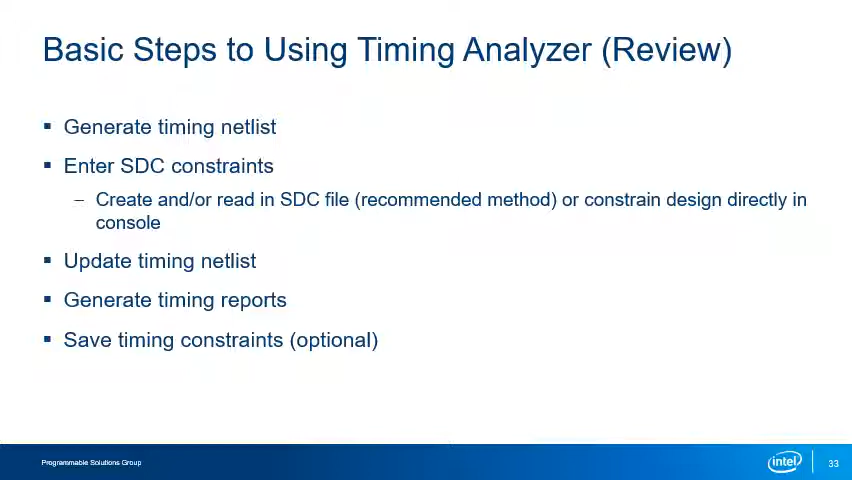 Basic Steps to Using Timing Analyzer (Review)
▪ Generate timing netlist
▪ Enter SDC constraints
– Create and/or read in SDC file (recommended method) or constrain design directly in
console
▪ Update timing netlist
▪ Generate timing reports
▪ Save timing constraints (optional)
Programmable Solutions Group
intel
33